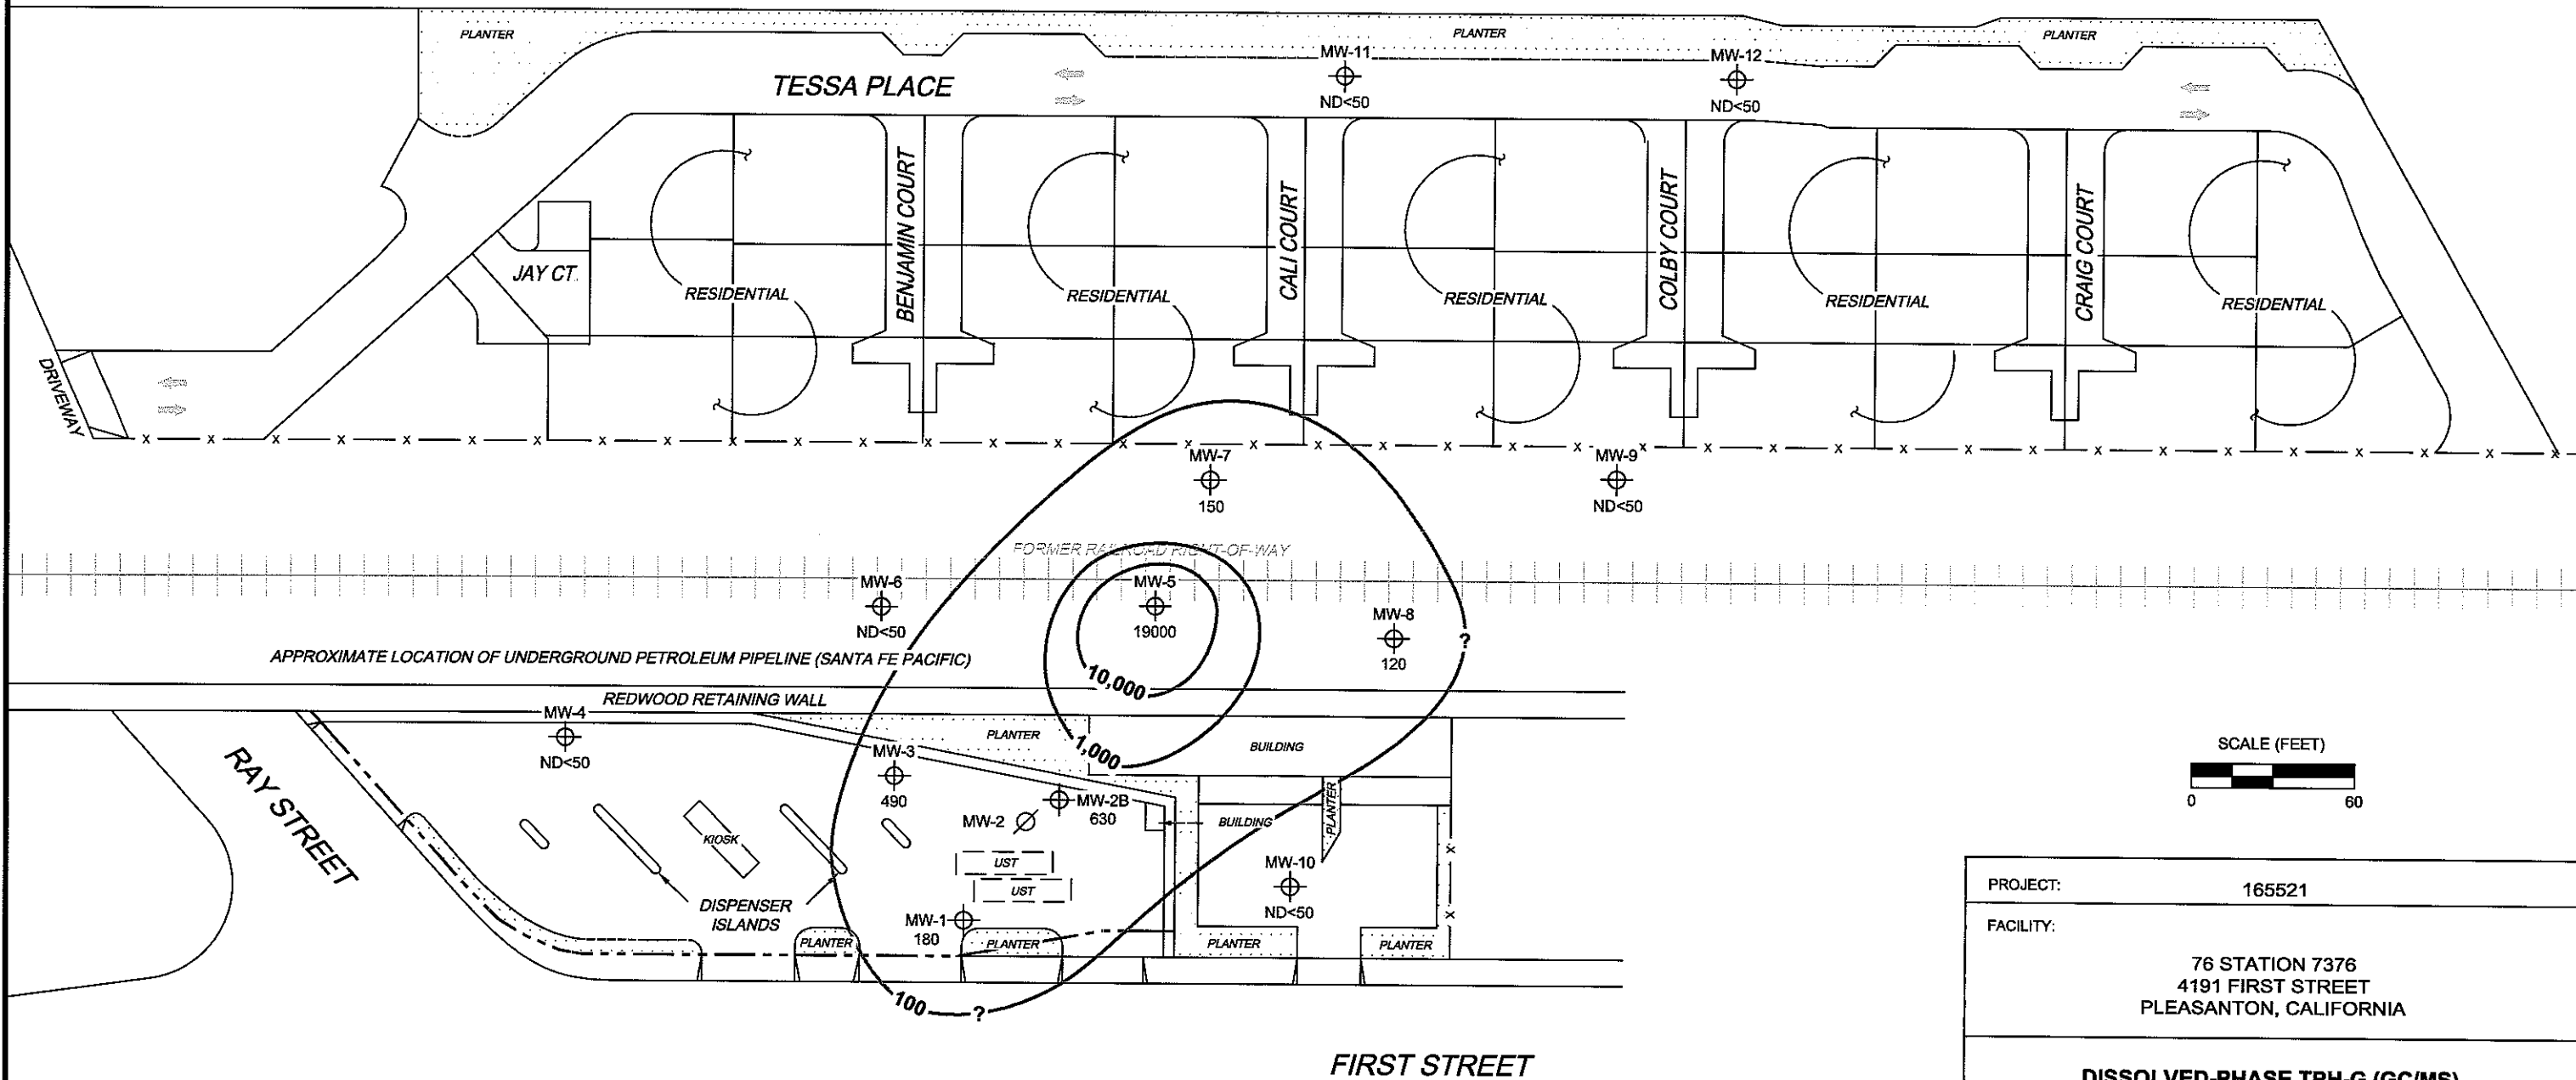 PLANTER
PLANTER
PLANTER
MW-11
ND<50
MW-12
ND<50
TESSA PLACE
BENJAMIN COURT
CALI COURT
COLBY COURT
CRAIG COURT
JAY CT.
RESIDENTIAL
RESIDENTIAL
RESIDENTIAL
RESIDENTIAL
RESIDENTIAL
DRIVEWAY
x x x x x x x x x x x x x x x x x x x x x x x x x x x x x x x x x x x x x x
MW-7
150
MW-9
ND<50
FORMER RAILROAD RIGHT-OF-WAY
MW-6
ND<50
MW-5
19000
MW-8
120
?
APPROXIMATE LOCATION OF UNDERGROUND PETROLEUM PIPELINE (SANTA FE PACIFIC)
10,000
REDWOOD RETAINING WALL
MW-4
ND<50
PLANTER
1,000
BUILDING
RAY STREET
MW-3
490
MW-2B
630
MW-2
BUILDING
PLANTER
KIOSK
UST
UST
MW-10
ND<50
x
x
DISPENSER
ISLANDS
MW-1
180
PLANTER
PLANTER
PLANTER
PLANTER
100
?
FIRST STREET
SCALE (FEET)
0 60
PROJECT: 165521
FACILITY:
76 STATION 7376
4191 FIRST STREET
PLEASANTON, CALIFORNIA
DISSOLVED-PHASE TPH-G (GC/MS)